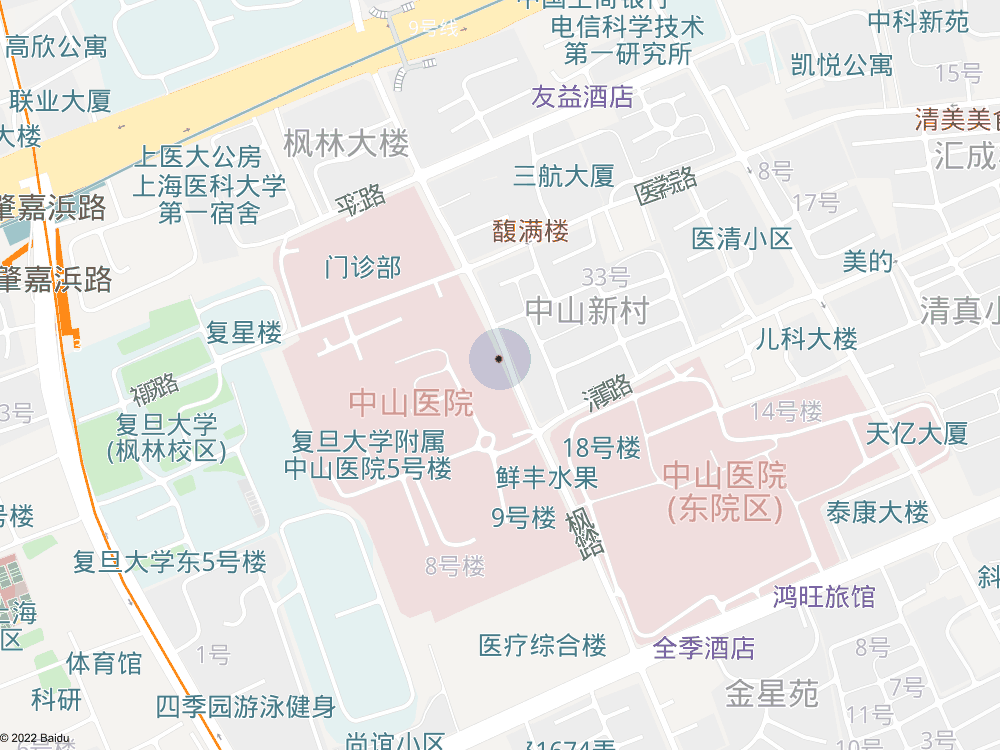 9号线
电信科学技术
第一研究所
中科新苑
高欣公寓
凯悦公寓
15号
联业大厦
友益酒店
大楼
枫林大楼
清美美食
上医大公房
汇成
上海医科大学
第一宿舍
三航大厦
8号
平江路
医学院路
17号
肇嘉浜路
馥满楼
医清小区
门诊部
美的
肇嘉浜路
33号
中山新村
清真小
复星楼
儿科大楼
清真路
3号
中山医院
14号楼
复旦大学
(枫林校区)
复旦大学附属
中山医院5号楼
18号楼
天亿大厦
鲜丰水果
中山医院
(东院区)
9号楼
泰康大楼
号楼
枫林路
复旦大学东5号楼
8号楼
斜
鸿旺旅馆
上海
区
医疗综合楼
全季酒店
8号
1号
体育馆
7号
科研
金星苑
四季园游泳健身
11号
尚谊小区
© 2022 Baidu